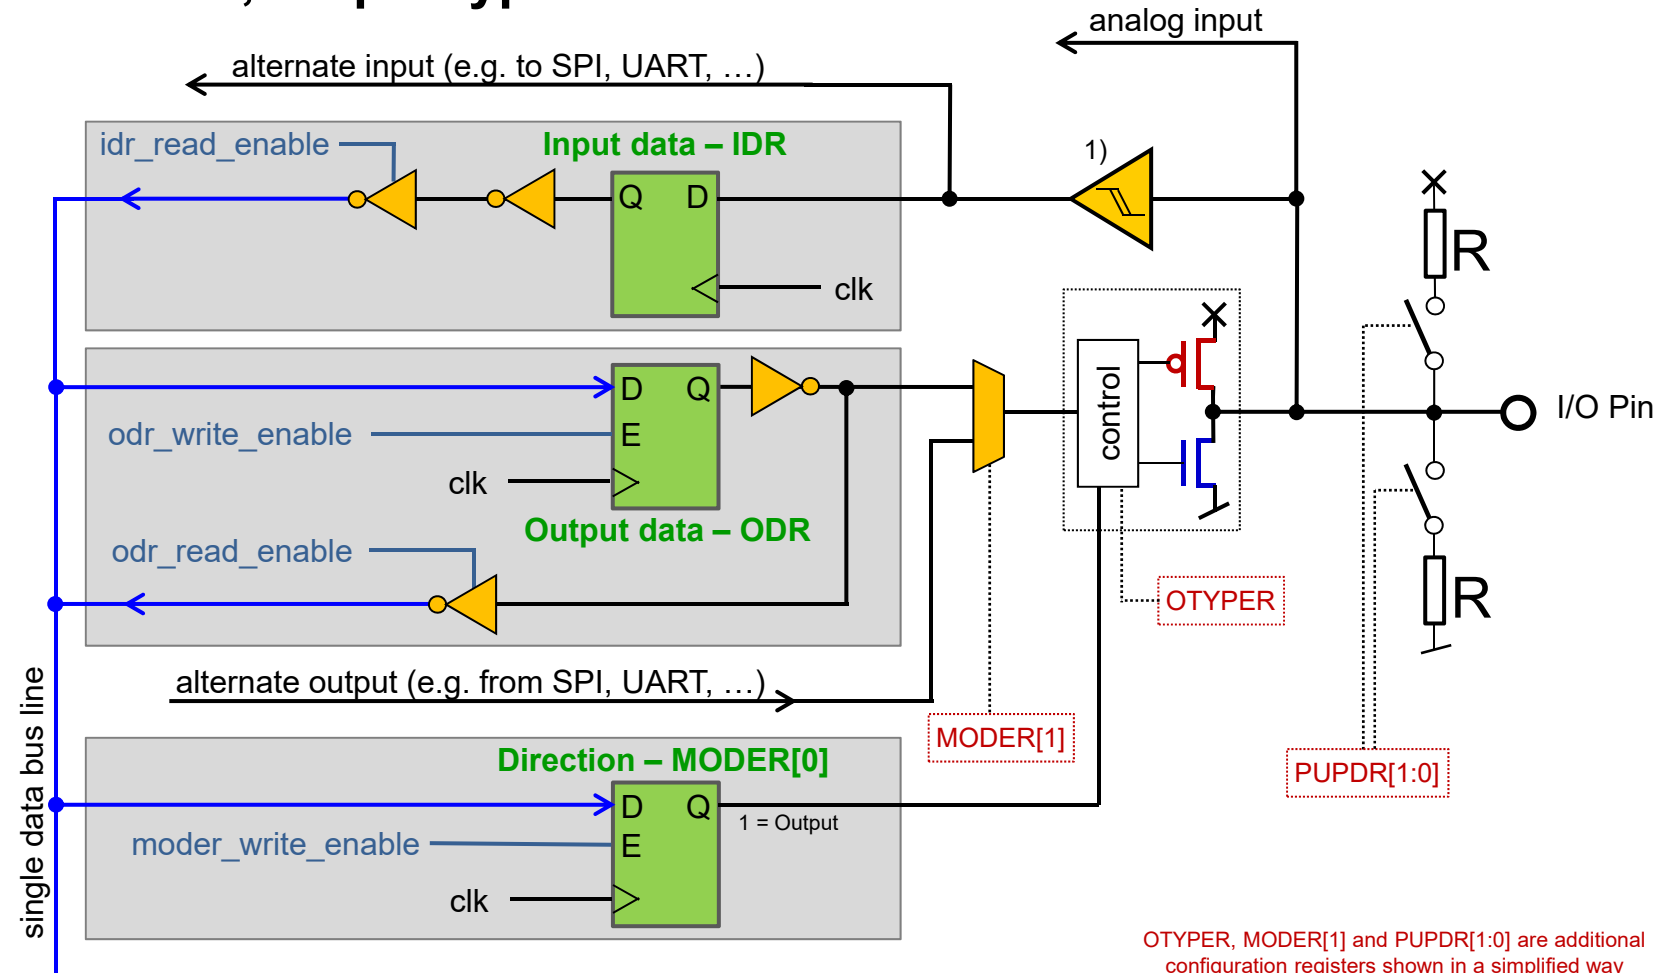 analog input
alternate input (e.g. to SPI, UART, …)
idr_read_enable
Input data – IDR
1)
Q D
clk
R
D Q
odr_write_enable
E
clk
control
I/O Pin
Output data – ODR
odr_read_enable
OTYPER
R
alternate output (e.g. from SPI, UART, …)
MODER[1]
Direction – MODER[0]
PUPDR[1:0]
D Q
1 = Output
moder_write_enable
E
clk
single data bus line
OTYPER, MODER[1] and PUPDR[1:0] are additional
configuration registers shown in a simplified way